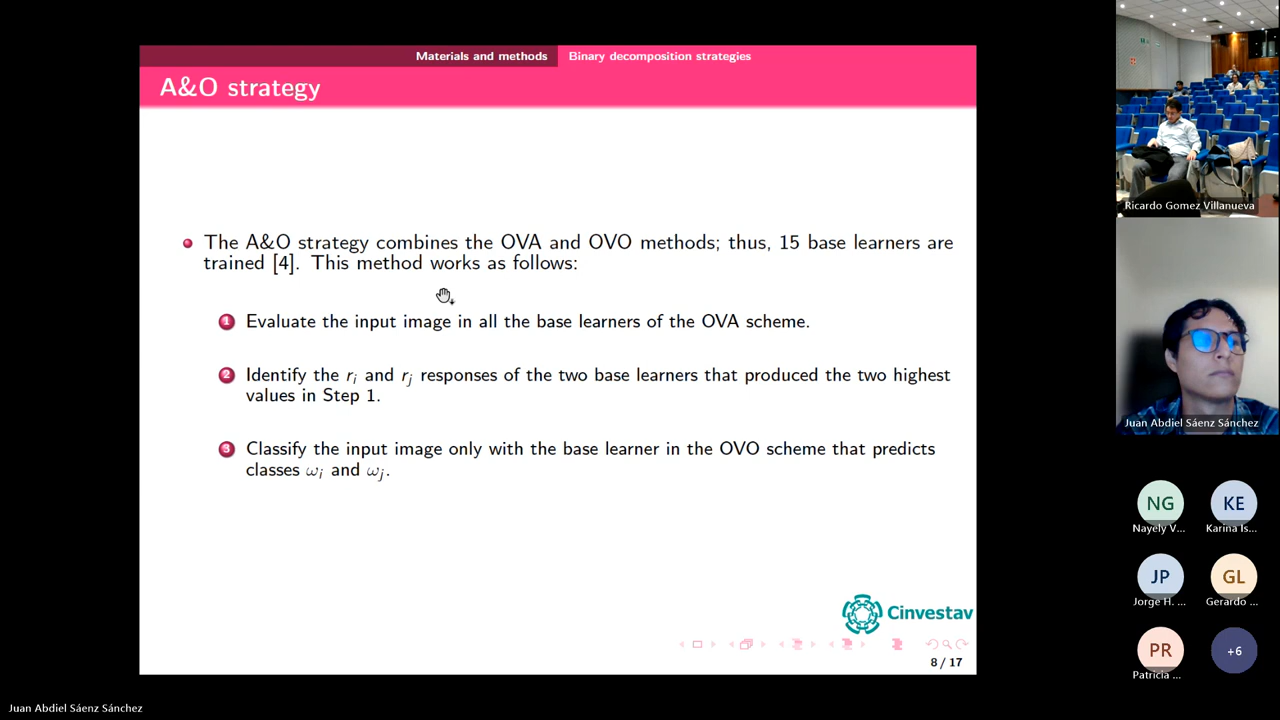 Materials and methods
Binary decomposition strategies
A&O strategy
The A&O strategy combines the OVA and OVO methods; thus, 15 base learners are
trained [4]. This method works as follows:
1 Evaluate the input image in all the base learners of the OVA scheme.
2 Identify the rᵢ and rⱼ responses of the two base learners that produced the two highest
values in Step 1.
3 Classify the input image only with the base learner in the OVO scheme that predicts
classes ωᵢ and ωⱼ.
Cinvestav
8 / 17
Ricardo Gomez Villanueva
Juan Abdiel Sáenz Sánchez
NG
Nayely V...
KE
Karina Is...
JP
Jorge H. ...
GL
Gerardo ...
PR
Patricia ...
+6
Juan Abdiel Sáenz Sánchez